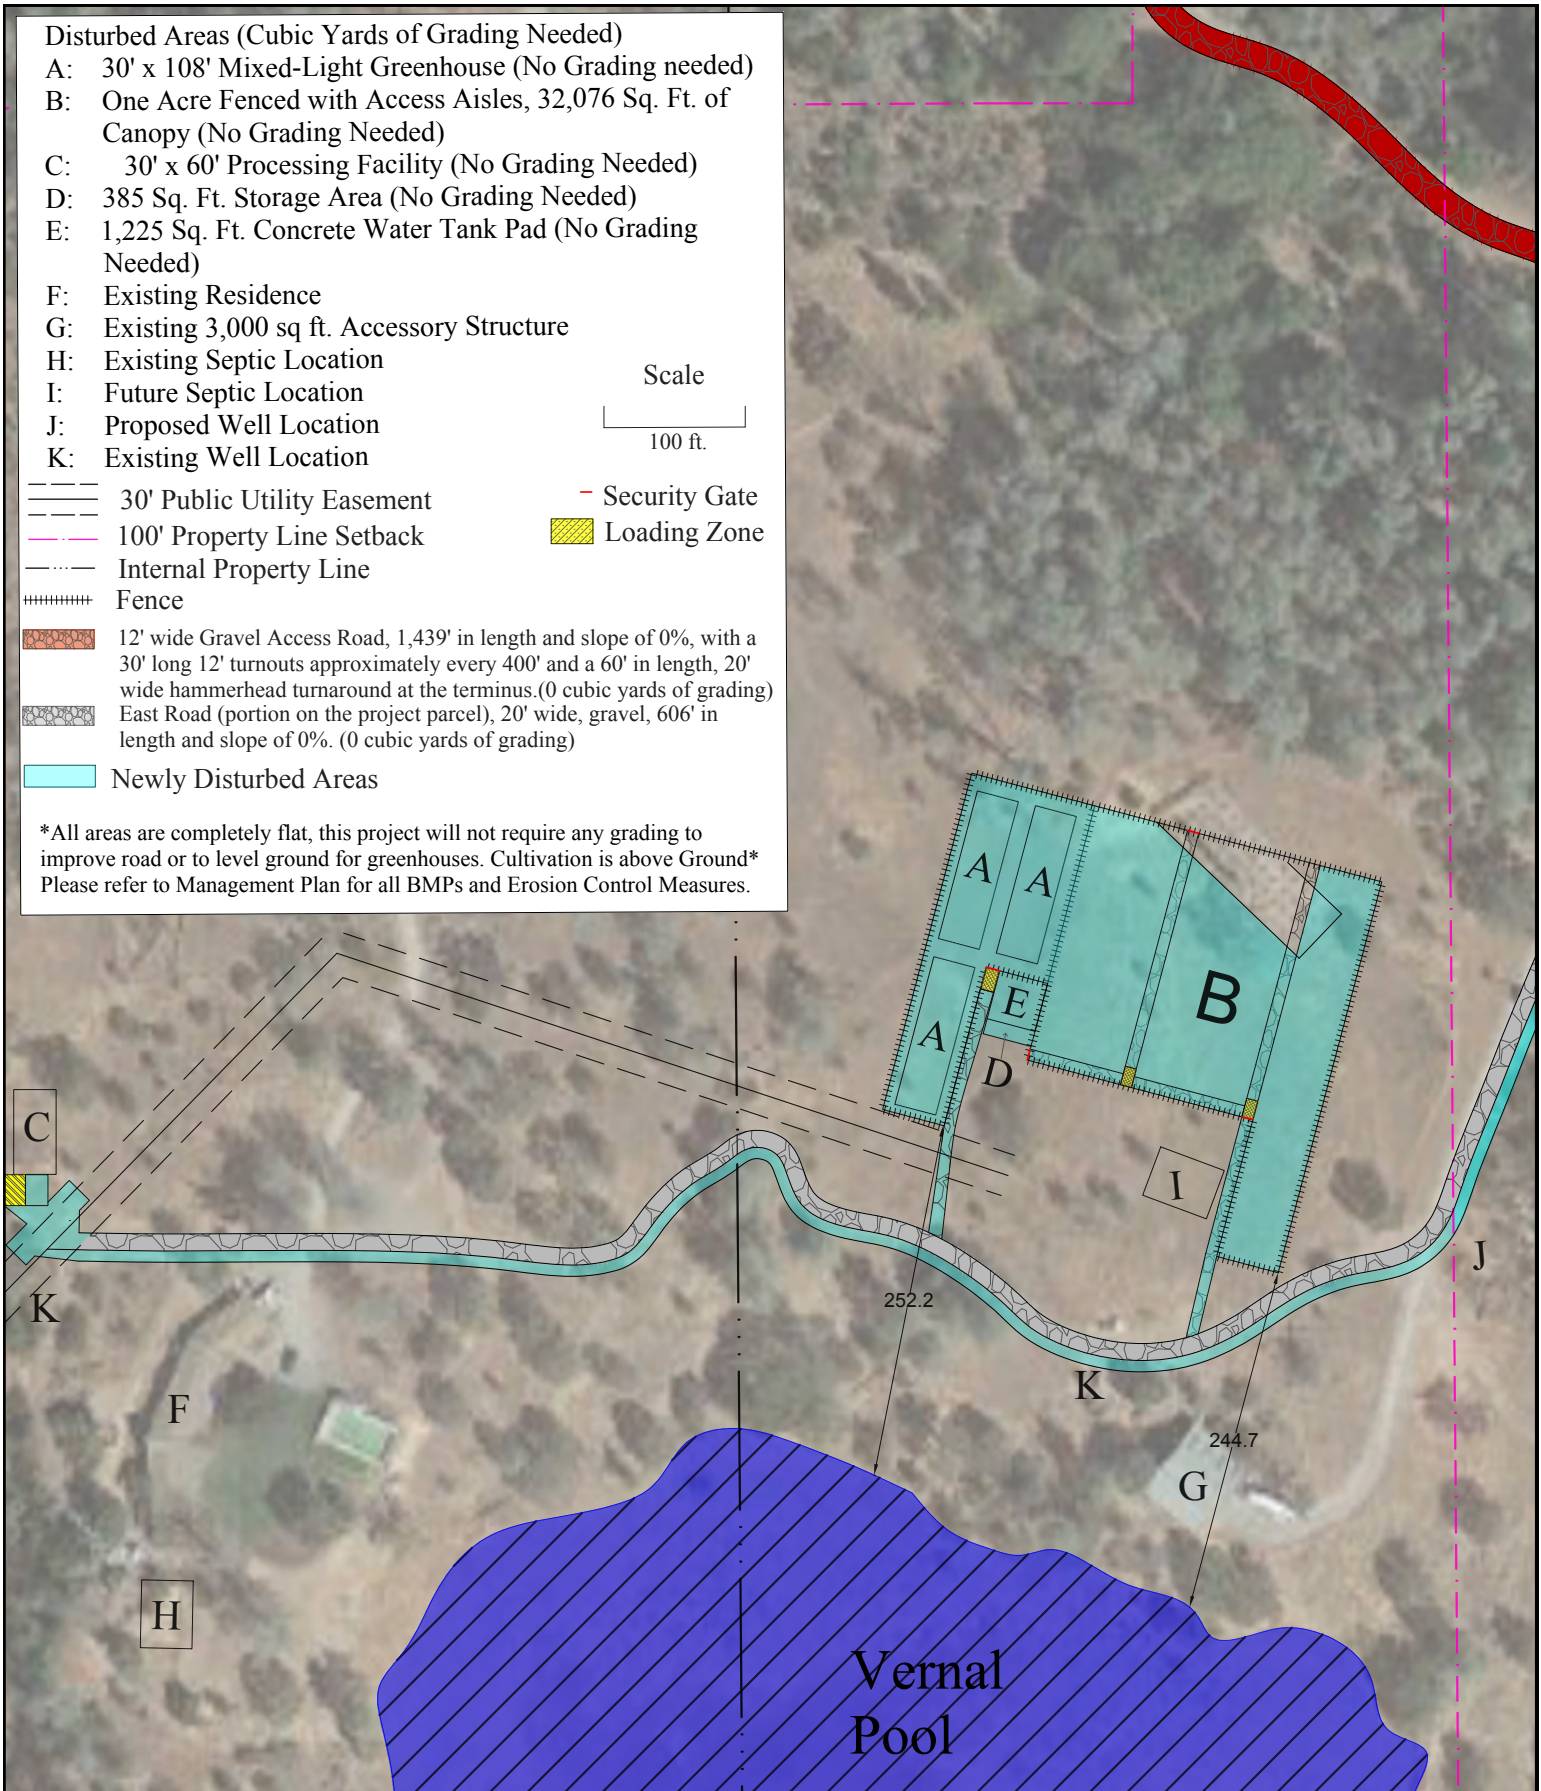 Disturbed Areas (Cubic Yards of Grading Needed)
A: 30' x 108' Mixed-Light Greenhouse (No Grading needed)
B: One Acre Fenced with Access Aisles, 32,076 Sq. Ft. of
Canopy (No Grading Needed)
C: 30' x 60' Processing Facility (No Grading Needed)
D: 385 Sq. Ft. Storage Area (No Grading Needed)
E: 1,225 Sq. Ft. Concrete Water Tank Pad (No Grading
Needed)
F: Existing Residence
G: Existing 3,000 sq ft. Accessory Structure
H: Existing Septic Location
I: Future Septic Location
J: Proposed Well Location
K: Existing Well Location
Scale
100 ft.
30' Public Utility Easement
100' Property Line Setback
Internal Property Line
Fence
Security Gate
Loading Zone
12' wide Gravel Access Road, 1,439' in length and slope of 0%, with a
30' long 12' turnouts approximately every 400' and a 60' in length, 20'
wide hammerhead turnaround at the terminus.(0 cubic yards of grading)
East Road (portion on the project parcel), 20' wide, gravel, 606' in
length and slope of 0%. (0 cubic yards of grading)
Newly Disturbed Areas
*All areas are completely flat, this project will not require any grading to
improve road or to level ground for greenhouses. Cultivation is above Ground*
Please refer to Management Plan for all BMPs and Erosion Control Measures.
A
A
B
E
A
D
C
I
J
K
252.2
K
F
244.7
G
H
Vernal
Pool